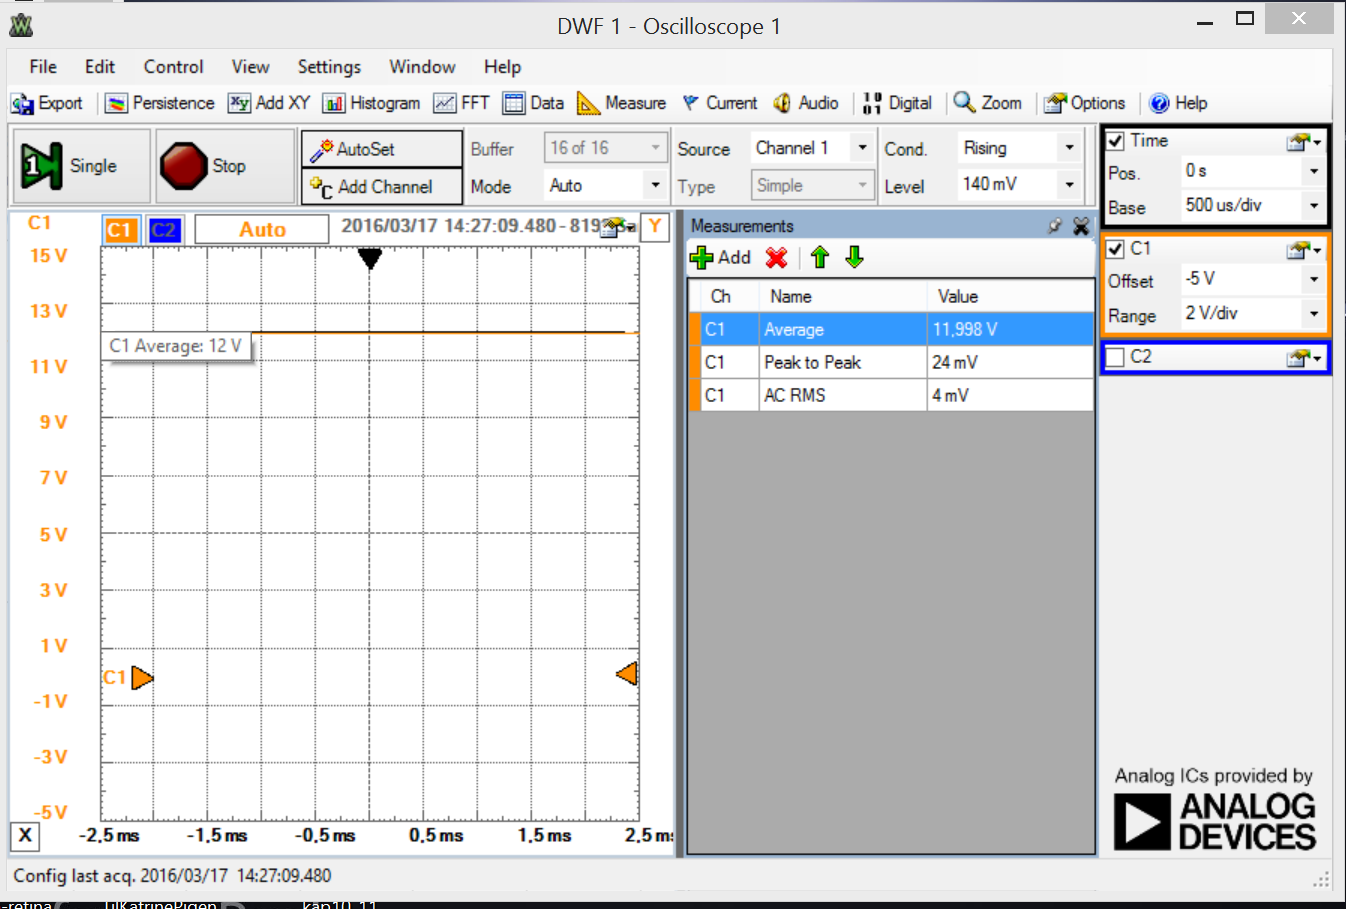 DWF 1 - Oscilloscope 1
File Edit Control View Settings Window Help
Export Persistence Xy Add XY Histogram FFT Data Measure Current Audio Digital Zoom Options Help
1 Single Stop AutoSet Buffer 16 of 16 Source Channel 1 Cond. Rising
Add Channel Mode Auto Type Simple Level 140 mV
Time
Pos. 0 s
Base 500 us/div
C1
Offset -5 V
Range 2 V/div
C2
C1 C1 C2 Auto 2016/03/17 14:27:09.480 - 819 Y
15 V
13 V
11 V
9 V
7 V
5 V
3 V
1 V
-1 V
-3 V
-5 V
C1 Average: 12 V
C1
X -2,5 ms -1,5 ms -0,5 ms 0,5 ms 1,5 ms 2,5 m
Measurements
Add
Ch Name Value
C1 Average 11,998 V
C1 Peak to Peak 24 mV
C1 AC RMS 4 mV
Analog ICs provided by
ANALOG
DEVICES
Config last acq. 2016/03/17 14:27:09.480